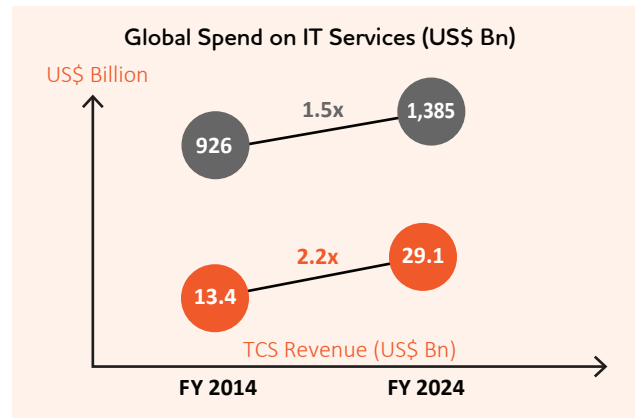 Global Spend on IT Services (US$ Bn)
US$ Billion
1.5x
1,385
926
2.2x
29.1
13.4
TCS Revenue (US$ Bn)
FY 2014
FY 2024